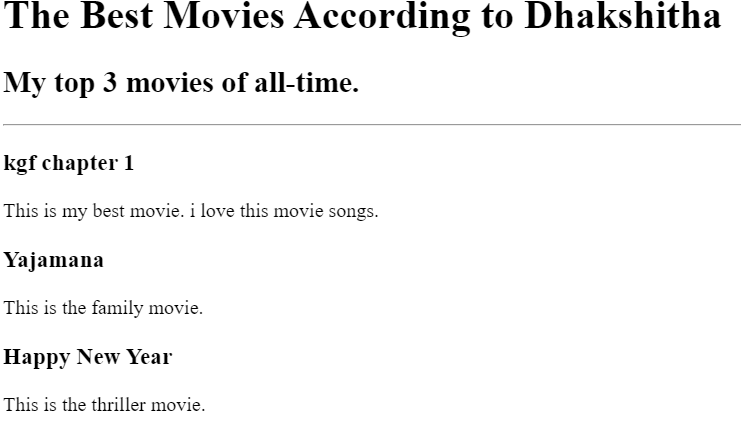 The Best Movies According to Dhakshitha
My top 3 movies of all-time.
kgf chapter 1
This is my best movie. i love this movie songs.
Yajamana
This is the family movie.
Happy New Year
This is the thriller movie.